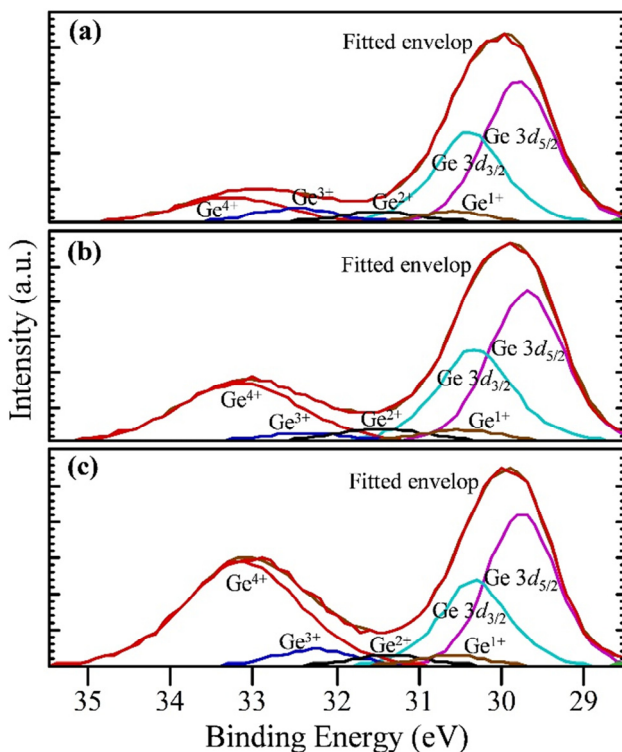 (a)
Fitted envelop
Ge 3d5/2
Ge 3d3/2
Ge4+
Ge3+
Ge2+
Ge1+
(b)
Fitted envelop
Ge 3d5/2
Ge 3d3/2
Ge4+
Ge3+
Ge2+
Ge1+
(c)
Fitted envelop
Ge 3d5/2
Ge 3d3/2
Ge4+
Ge3+
Ge2+
Ge1+
Intensity (a.u.)
35 34 33 32 31 30 29
Binding Energy (eV)